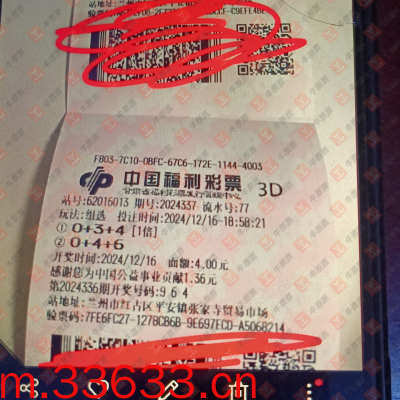 F803-7C10-0BFC-67C6-172E-1144-4003
中国福利彩票 3D
站号:62016013 期号:2024337 流水号:77
玩法:组选 投注时间:2024/12/16-18:58:21
① 0+3+4 [1倍]
② 0+4+6
开奖时间:2024/12/16 面额:4.00元
感谢您为中国公益事业贡献1.36元
第2024336期开奖号码:9 6 4
站地址:兰州市红古区平安镇张家寺贸易市场
验票码:7FE6FC27-1278CB6B-9E697FCD-A5068214
m.33633.cn